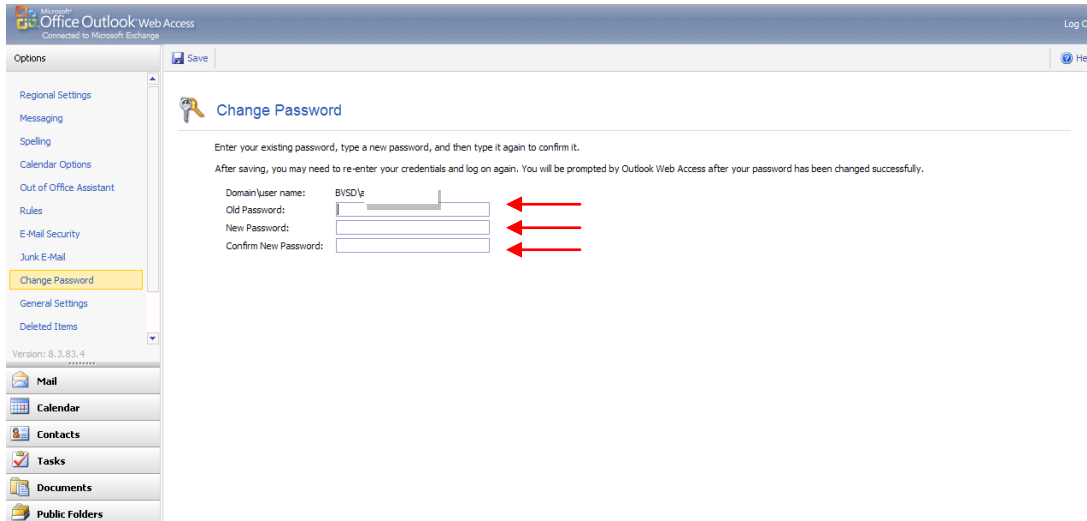 Microsoft®
Office Outlook Web Access
Connected to Microsoft Exchange
Log O
Options
Save
He
Regional Settings
Messaging
Spelling
Calendar Options
Out of Office Assistant
Rules
E-Mail Security
Junk E-Mail
Change Password
General Settings
Deleted Items
Version: 8.3.83.4
Mail
Calendar
Contacts
Tasks
Documents
Public Folders
Change Password
Enter your existing password, type a new password, and then type it again to confirm it.
After saving, you may need to re-enter your credentials and log on again. You will be prompted by Outlook Web Access after your password has been changed successfully.
Domain\user name: BVSD\
Old Password:
New Password:
Confirm New Password: